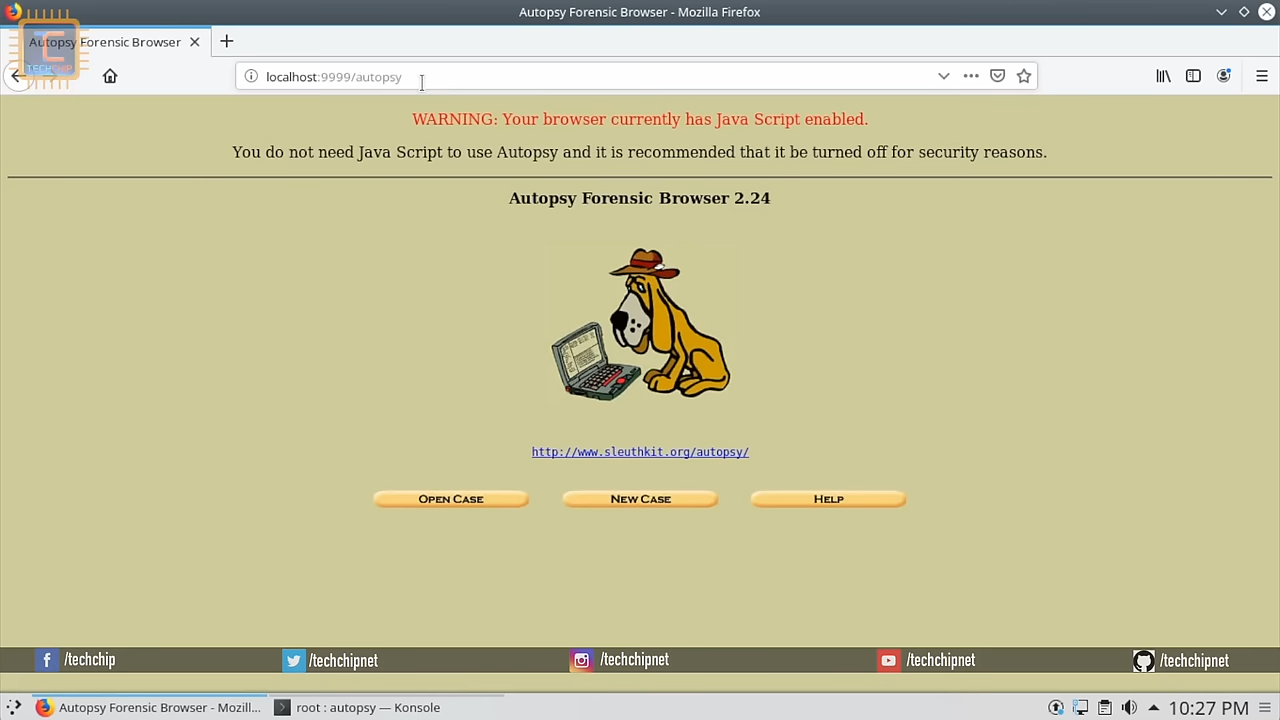 Autopsy Forensic Browser - Mozilla Firefox
Autopsy Forensic Browser
TECHCHIP
localhost:9999/autopsy
WARNING: Your browser currently has Java Script enabled.
You do not need Java Script to use Autopsy and it is recommended that it be turned off for security reasons.
Autopsy Forensic Browser 2.24
http://www.sleuthkit.org/autopsy/
OPEN CASE NEW CASE HELP
/techchip /techchipnet /techchipnet /techchipnet /techchipnet
Autopsy Forensic Browser - Mozill... root : autopsy — Konsole 10:27 PM